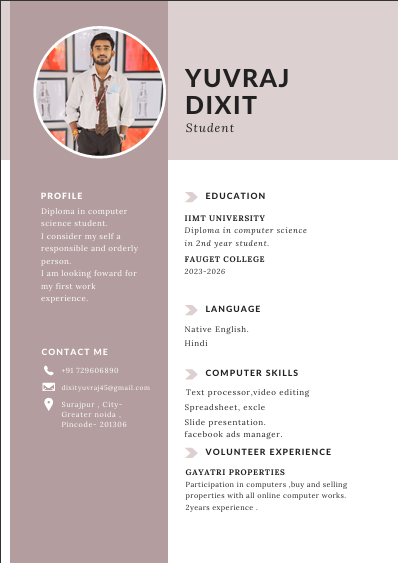 YUVRAJ
DIXIT
Student
PROFILE
Diploma in computer
science student.
I consider my self a
responsible and orderly
person.
I am looking foward for
my first work
experience.
CONTACT ME
+91 729606890
dixityuvraj45@gmail.com
Surajpur , City-
Greater noida ,
Pincode- 201306
EDUCATION
IIMT UNIVERSITY
Diploma in computer science
in 2nd year student.
FAUGET COLLEGE
2023-2026
LANGUAGE
Native English.
Hindi
COMPUTER SKILLS
Text processor,video editing
Spreadsheet, excle
Slide presentation.
facebook ads manager.
VOLUNTEER EXPERIENCE
GAYATRI PROPERTIES
Participation in computers ,buy and selling
properties with all online computer works.
2years experience .